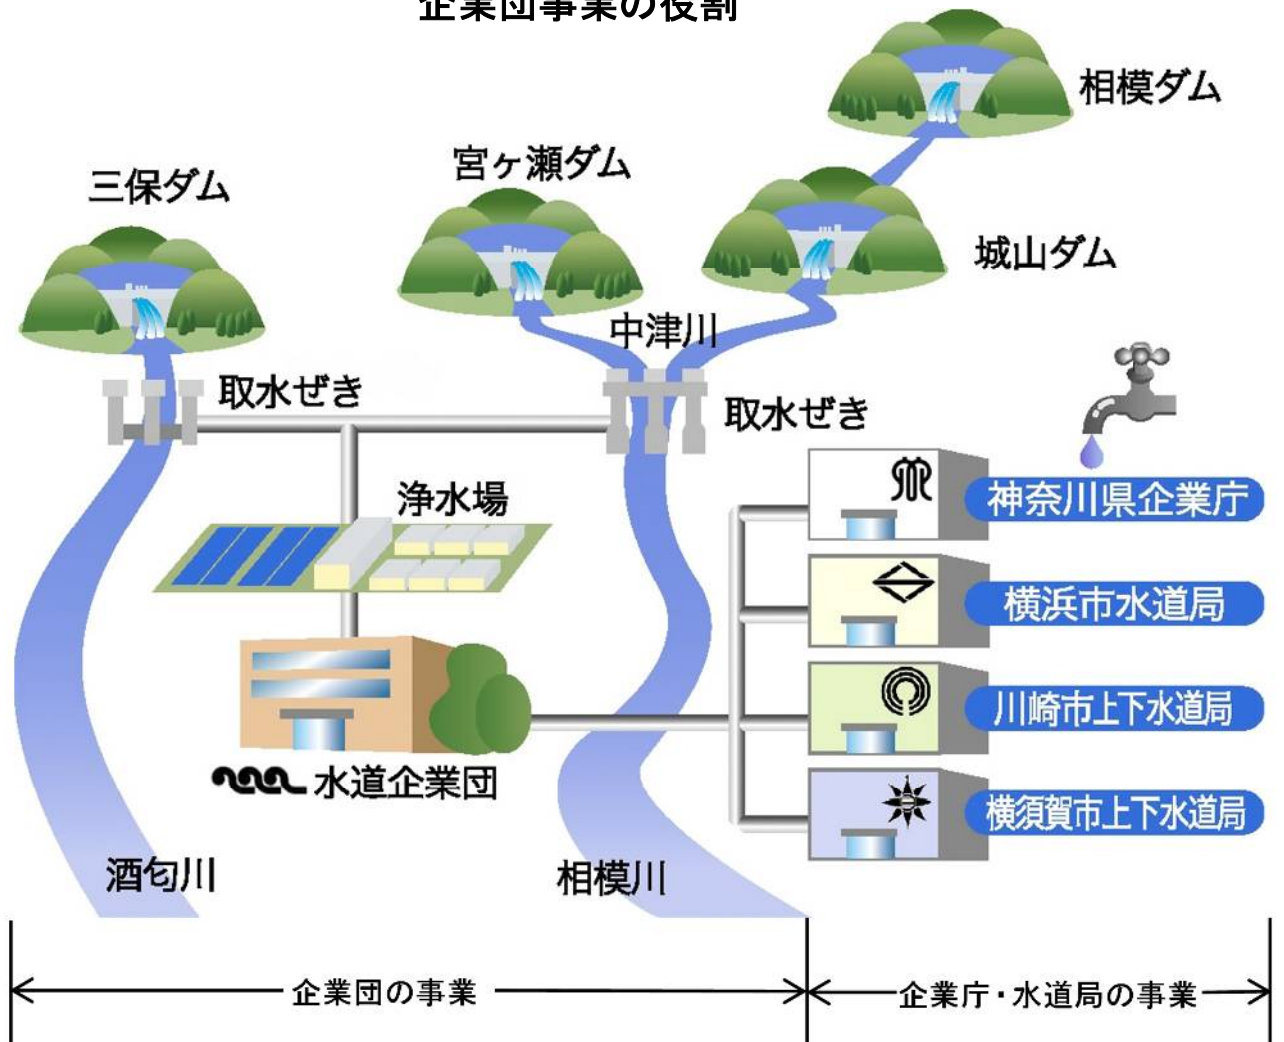 企業団事業の役割
相模ダム
宮ヶ瀬ダム
三保ダム
城山ダム
中津川
取水ぜき
取水ぜき
浄水場
神奈川県企業庁
横浜市水道局
川崎市上下水道局
水道企業団
横須賀市上下水道局
酒匂川
相模川
企業団の事業
企業庁・水道局の事業